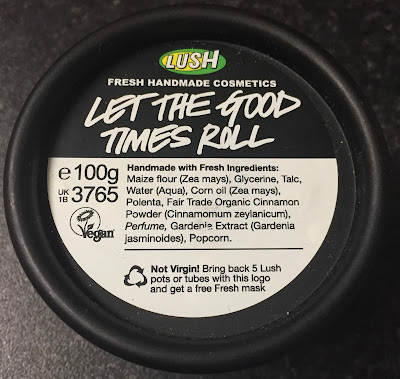 LUSH
FRESH HANDMADE COSMETICS
LET THE GOOD
TIMES ROLL
e 100g
UK 1B 3765
Vegan
Handmade with Fresh Ingredients:
Maize flour (Zea mays), Glycerine, Talc,
Water (Aqua), Corn oil (Zea mays),
Polenta, Fair Trade Organic Cinnamon
Powder (Cinnamomum zeylanicum),
Perfume, Gardenia Extract (Gardenia
jasminoides), Popcorn.
Not Virgin! Bring back 5 Lush
pots or tubes with this logo
and get a free Fresh mask